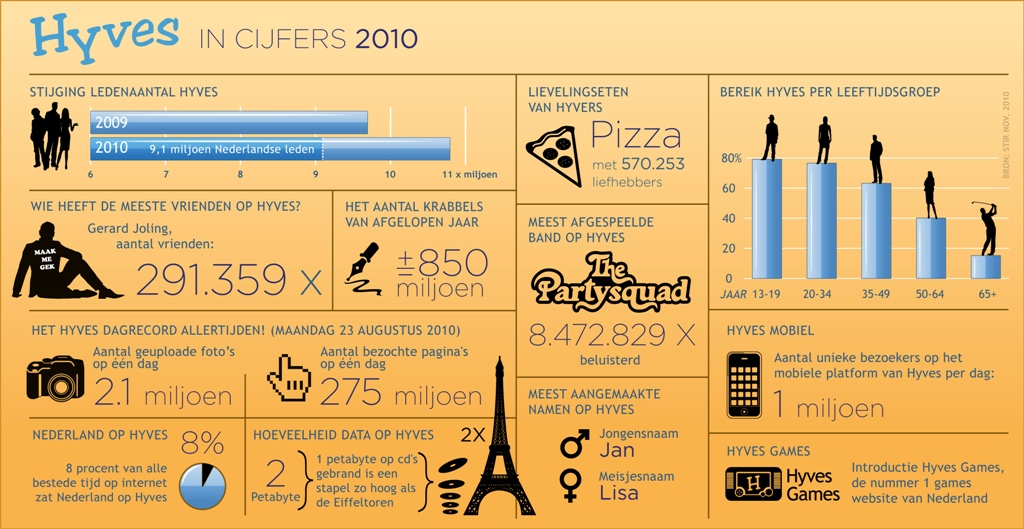 Hyves IN CIJFERS 2010
STIJGING LEDENAANTAL HYVES
2009
2010 9,1 miljoen Nederlandse leden
6 7 8 9 10 11 x miljoen
WIE HEEFT DE MEESTE VRIENDEN OP HYVES?
MAAK
ME
GEK
Gerard Joling,
aantal vrienden:
291.359 X
HET AANTAL KRABBELS
VAN AFGELOPEN JAAR
±850
miljoen
HET HYVES DAGRECORD ALLERTIJDEN! (MAANDAG 23 AUGUSTUS 2010)
Aantal geuploade foto's
op één dag
2.1 miljoen
Aantal bezochte pagina's
op één dag
275 miljoen
NEDERLAND OP HYVES
8%
8 procent van alle
bestede tijd op internet
zat Nederland op Hyves
HOEVEELHEID DATA OP HYVES
2X
2
Petabyte
1 petabyte op cd's
gebrand is een
stapel zo hoog als
de Eiffeltoren
LIEVELINGSETEN
VAN HYVERS
Pizza
met 570.253
liefhebbers
MEEST AFGESPEELDE
BAND OP HYVES
The
Partysquad
8.472.829 X
beluisterd
MEEST AANGEMAAKTE
NAMEN OP HYVES
Jongensnaam
Jan
Meisjesnaam
Lisa
BEREIK HYVES PER LEEFTIJDSGROEP
BRON: STIR NOV. 2010
80%
60
40
20
0
JAAR 13-19 20-34 35-49 50-64 65+
HYVES MOBIEL
Aantal unieke bezoekers op het
mobiele platform van Hyves per dag:
1 miljoen
HYVES GAMES
H
Hyves
Games
Introductie Hyves Games,
de nummer 1 games
website van Nederland